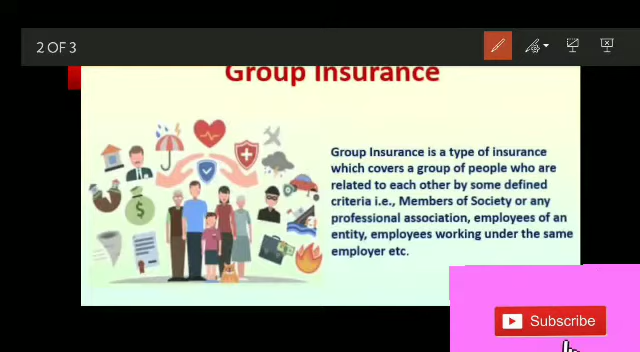 2 OF 3
Group Insurance
Group Insurance is a type of insurance
which covers a group of people who are
related to each other by some defined
criteria i.e., Members of Society or any
professional association, employees of an
entity, employees working under the same
employer etc.
Subscribe